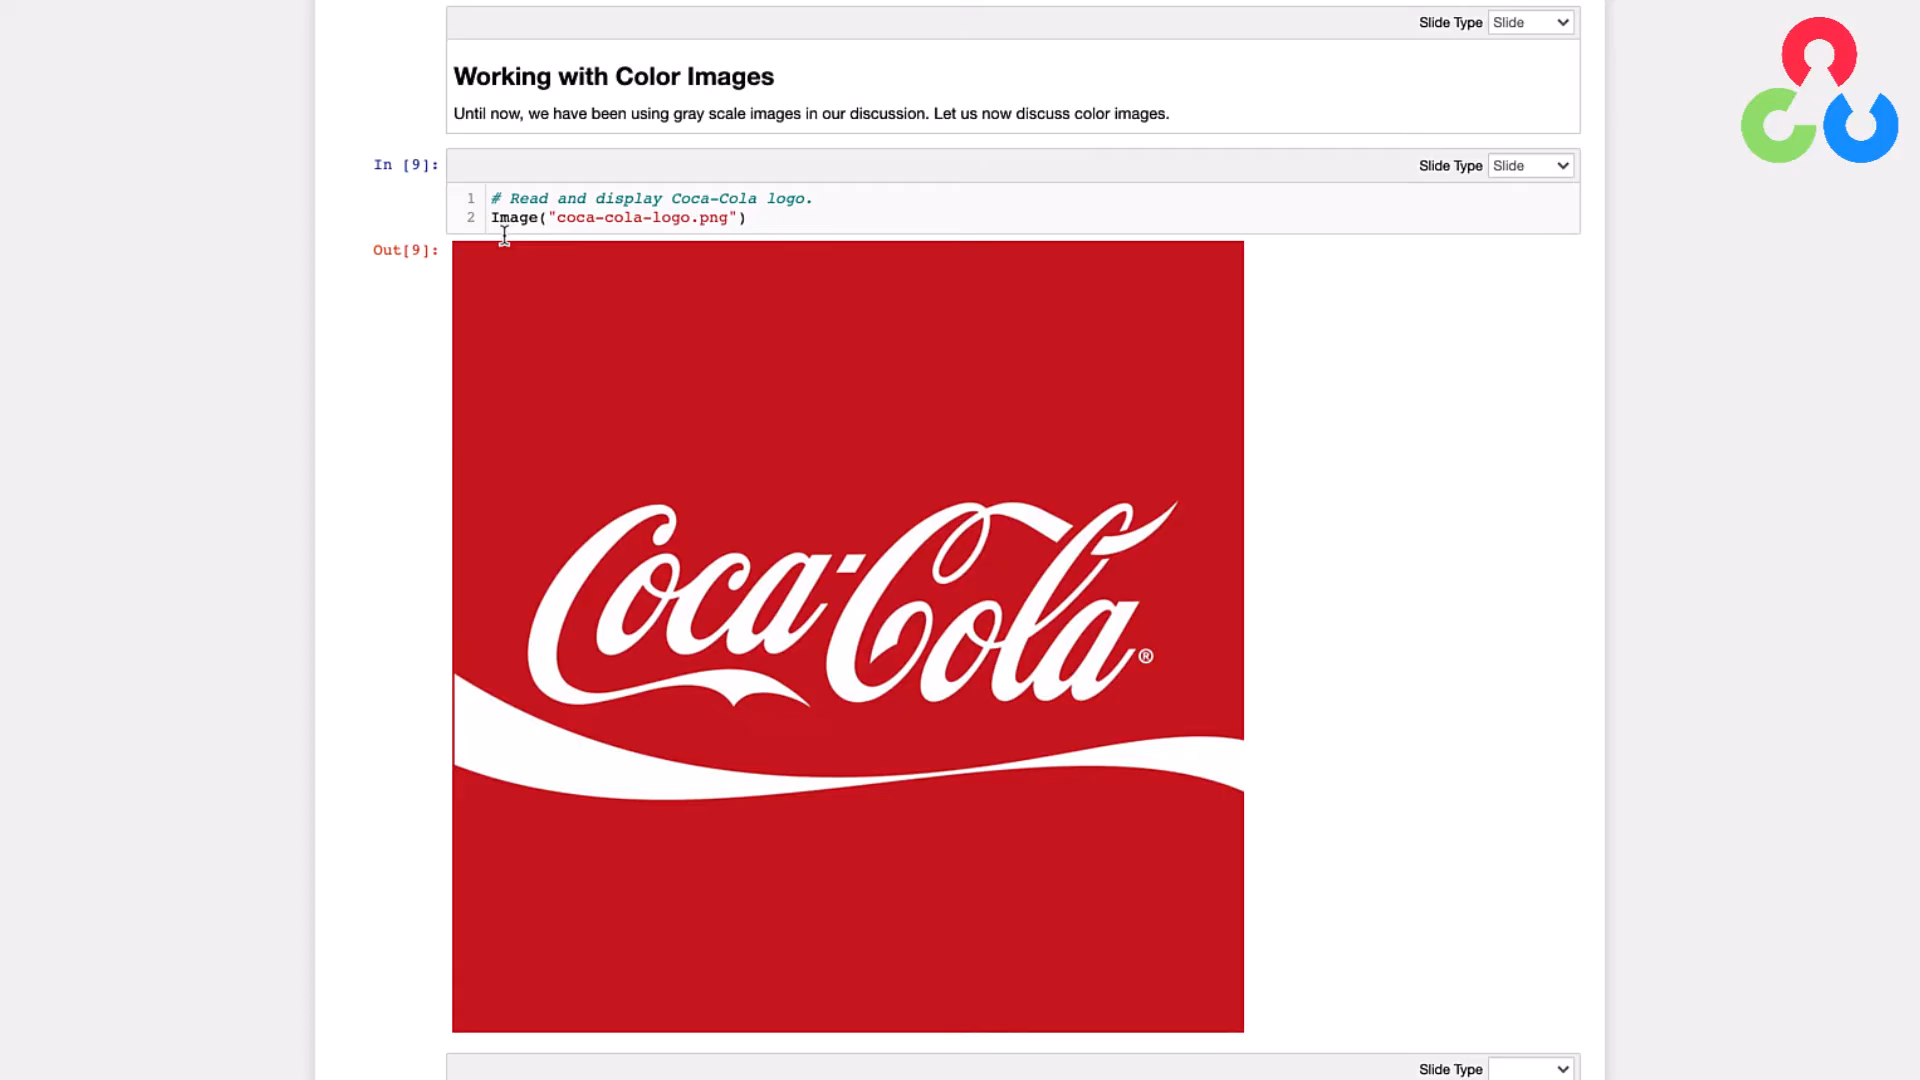 Slide Type Slide
Working with Color Images
Until now, we have been using gray scale images in our discussion. Let us now discuss color images.
In [9]:
Slide Type Slide
1 # Read and display Coca-Cola logo.
2 Image("coca-cola-logo.png")
Out[9]:
Coca-Cola®
Slide Type